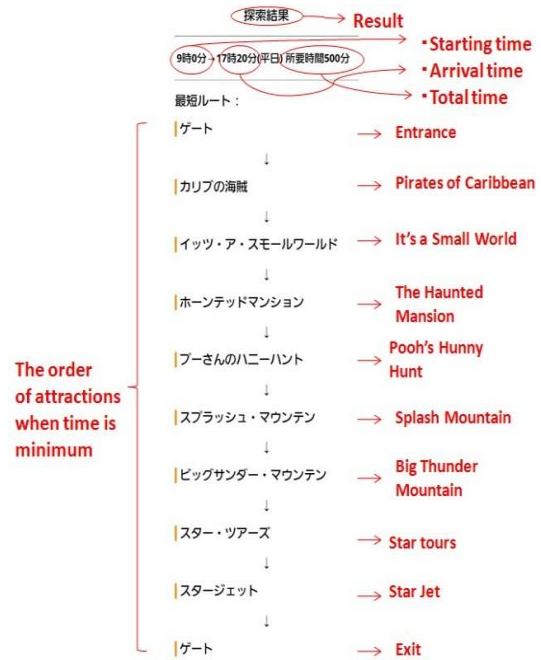 探索結果
Result
・Starting time
9時0分→17時20分(平日) 所要時間500分
・Arrival time
・Total time
最短ルート：
ゲート
Entrance
↓
カリブの海賊
Pirates of Caribbean
↓
イッツ・ア・スモールワールド
It's a Small World
↓
ホーンテッドマンション
The Haunted
Mansion
↓
プーさんのハニーハント
Pooh's Hunny
Hunt
The order
of attractions
when time is
minimum
↓
スプラッシュ・マウンテン
Splash Mountain
↓
ビッグサンダー・マウンテン
Big Thunder
Mountain
↓
スター・ツアーズ
Star tours
↓
スタージェット
Star Jet
↓
ゲート
Exit